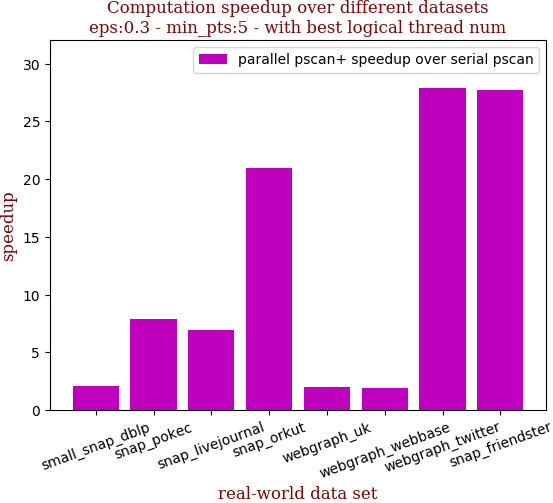 Computation speedup over different datasets
eps:0.3 - min_pts:5 - with best logical thread num
parallel pscan+ speedup over serial pscan
speedup
30
25
20
15
10
5
0
small_snap_dblp
snap_pokec
snap_livejournal
snap_orkut
webgraph_uk
webgraph_webbase
webgraph_twitter
snap_friendster
real-world data set